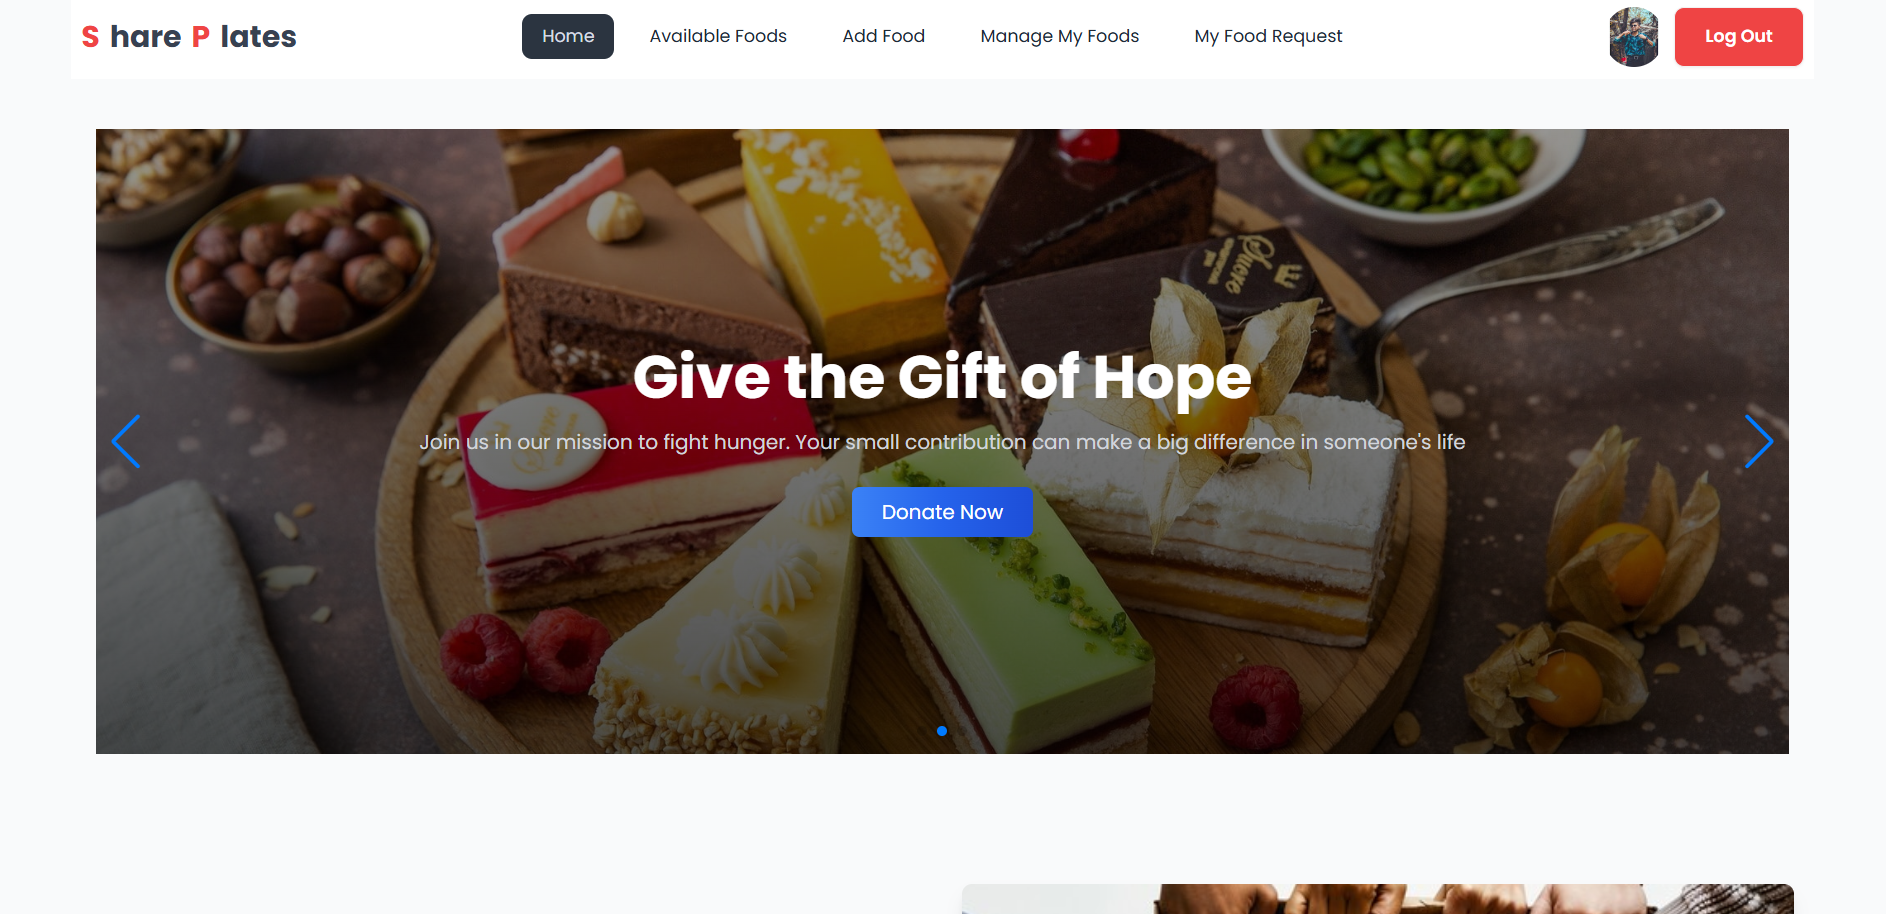 S hare P lates
Home
Available Foods
Add Food
Manage My Foods
My Food Request
Log Out
Give the Gift of Hope
Join us in our mission to fight hunger. Your small contribution can make a big difference in someone's life
Donate Now